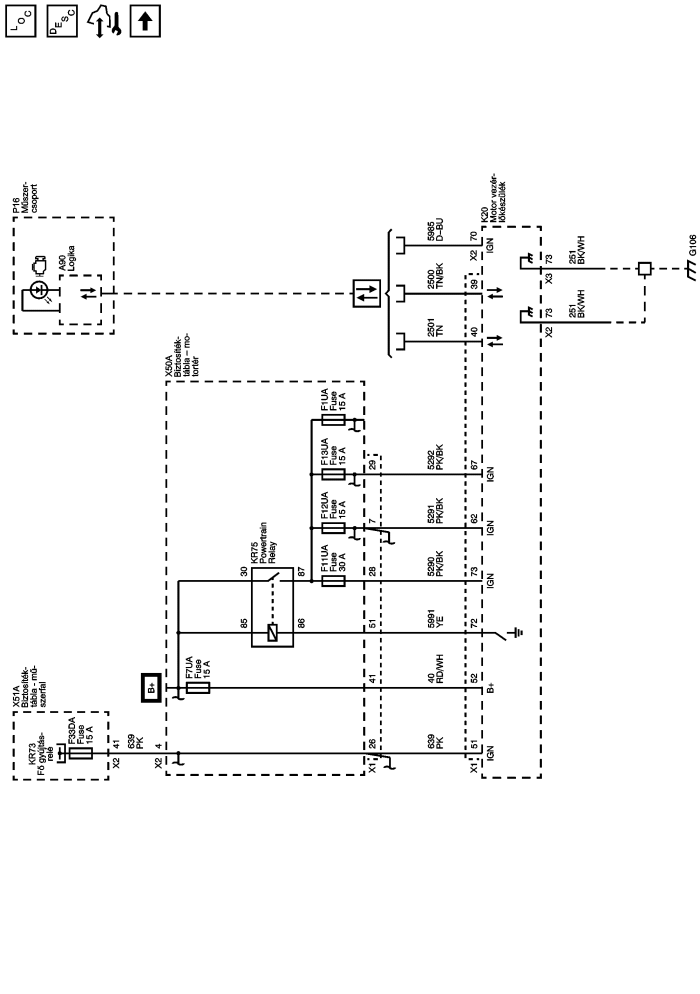 LOC
DESC
P16
Műszer-
csoport
A90
Logika
K20
Motor vezér-
lőkészülék
5985
D–BU
X2
70
IGN
2500
TN/BK
39
2501
TN
40
73
X3
251
BK/WH
G106
73
X2
251
BK/WH
X50A
Biztosíték-
tábla – mo-
tortér
F1UA
Fuse
15 A
F13UA
Fuse
15 A
29
5292
PK/BK
67
IGN
F12UA
Fuse
15 A
7
5291
PK/BK
62
IGN
KR75
Powertrain
Relay
30
87
F11UA
Fuse
30 A
28
5290
PK/BK
73
IGN
85
86
51
5991
YE
72
B+
F7UA
Fuse
15 A
41
40
RD/WH
52
B+
X51A
Biztosíték-
tábla - mű-
szerfal
KR73
Fő gyújtás-
relé
F33DA
Fuse
15 A
41
X2
639
PK
4
X2
26
X1
639
PK
51
X1
IGN